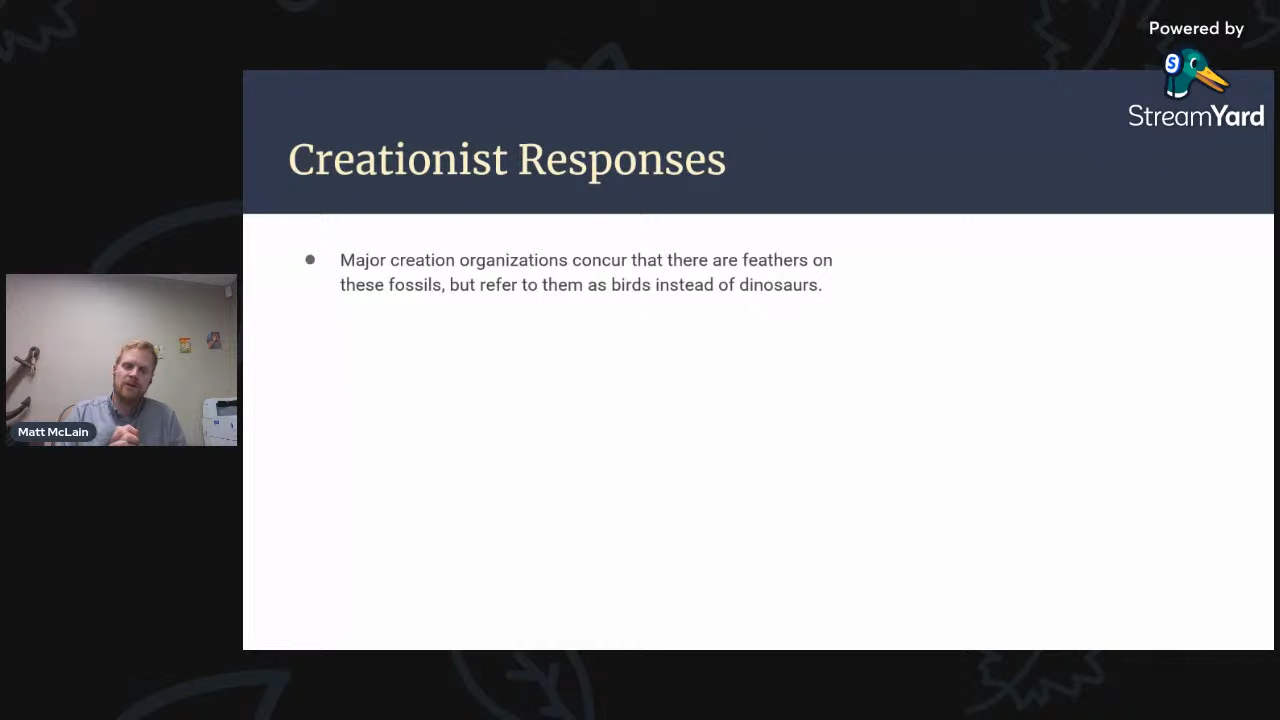 Powered by
S
StreamYard
Creationist Responses
Major creation organizations concur that there are feathers on
these fossils, but refer to them as birds instead of dinosaurs.
Matt McLain